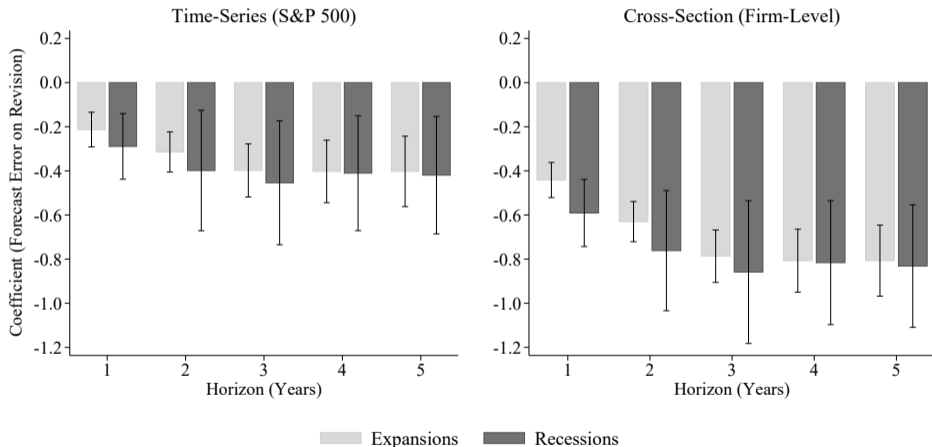 Time-Series (S&P 500)
Cross-Section (Firm-Level)
Coefficient (Forecast Error on Revision)
0.2
0.0
-0.2
-0.4
-0.6
-0.8
-1.0
-1.2
1 2 3 4 5
Horizon (Years)
0.2
0.0
-0.2
-0.4
-0.6
-0.8
-1.0
-1.2
1 2 3 4 5
Horizon (Years)
Expansions Recessions